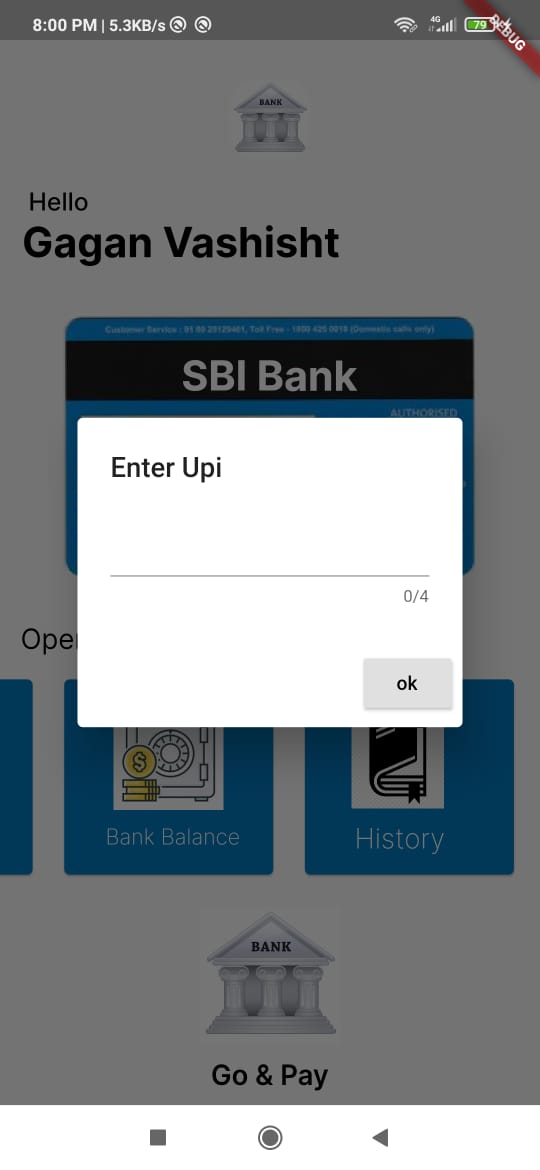 8:00 PM | 5.3KB/s
4G
79
DEBUG
BANK
Hello
Gagan Vashisht
Customer Service : 91 80 26129401, Toll Free - 1800 425 0018 (Domestic calls only)
SBI Bank
AUTHORISED
Enter Upi
0/4
Oper
ok
$
Bank Balance
History
BANK
Go & Pay